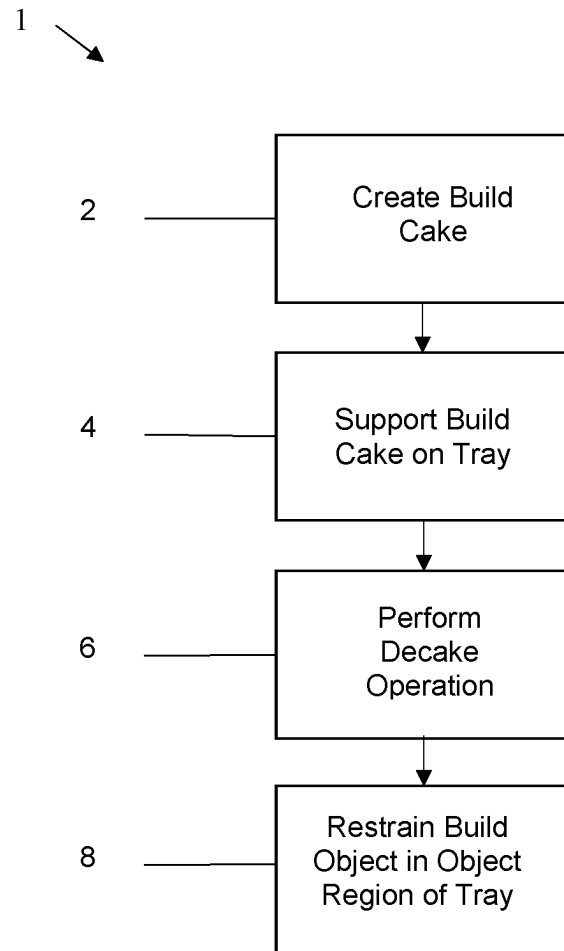 1
2
Create Build
Cake
4
Support Build
Cake on Tray
6
Perform
Decake
Operation
8
Restrain Build
Object in Object
Region of Tray